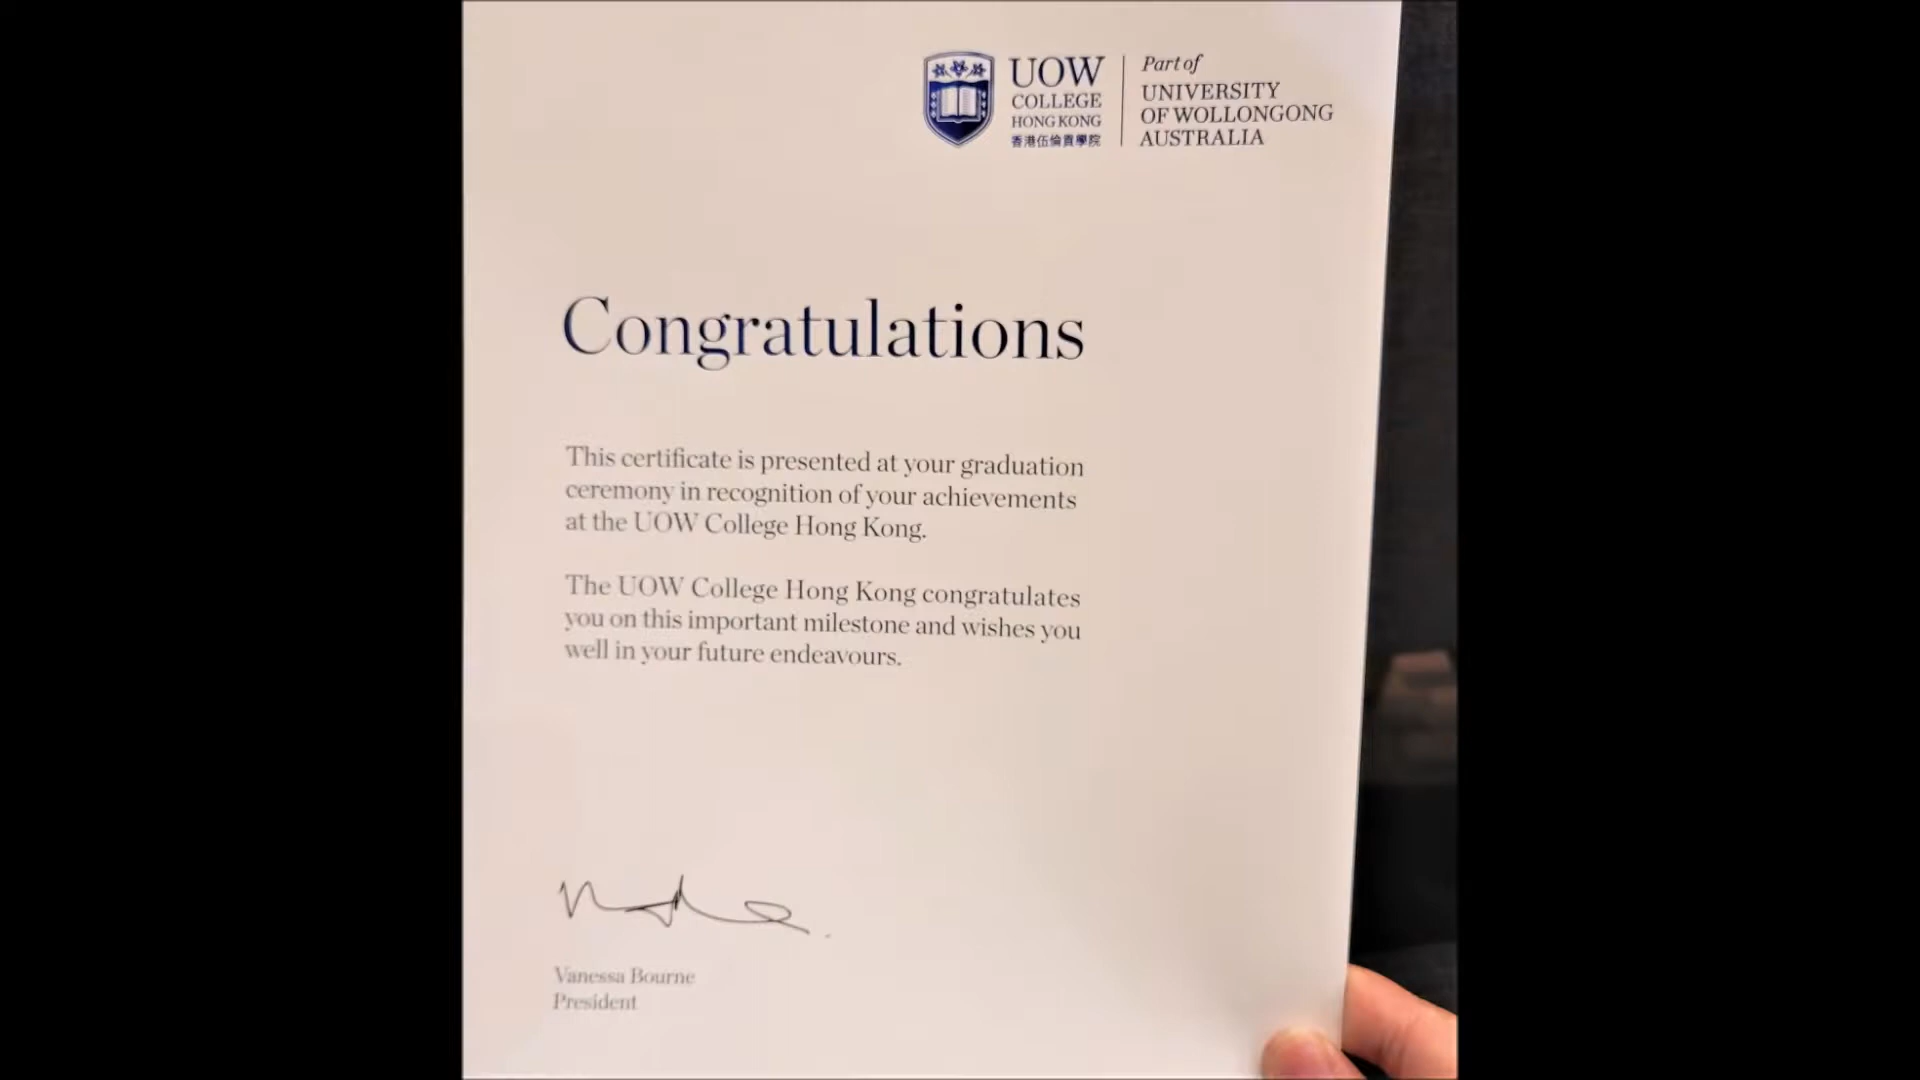 UOW
COLLEGE
HONG KONG
香港伍倫貢學院
Part of
UNIVERSITY
OF WOLLONGONG
AUSTRALIA
Congratulations
This certificate is presented at your graduation
ceremony in recognition of your achievements
at the UOW College Hong Kong.
The UOW College Hong Kong congratulates
you on this important milestone and wishes you
well in your future endeavours.
Vanessa Bourne
President